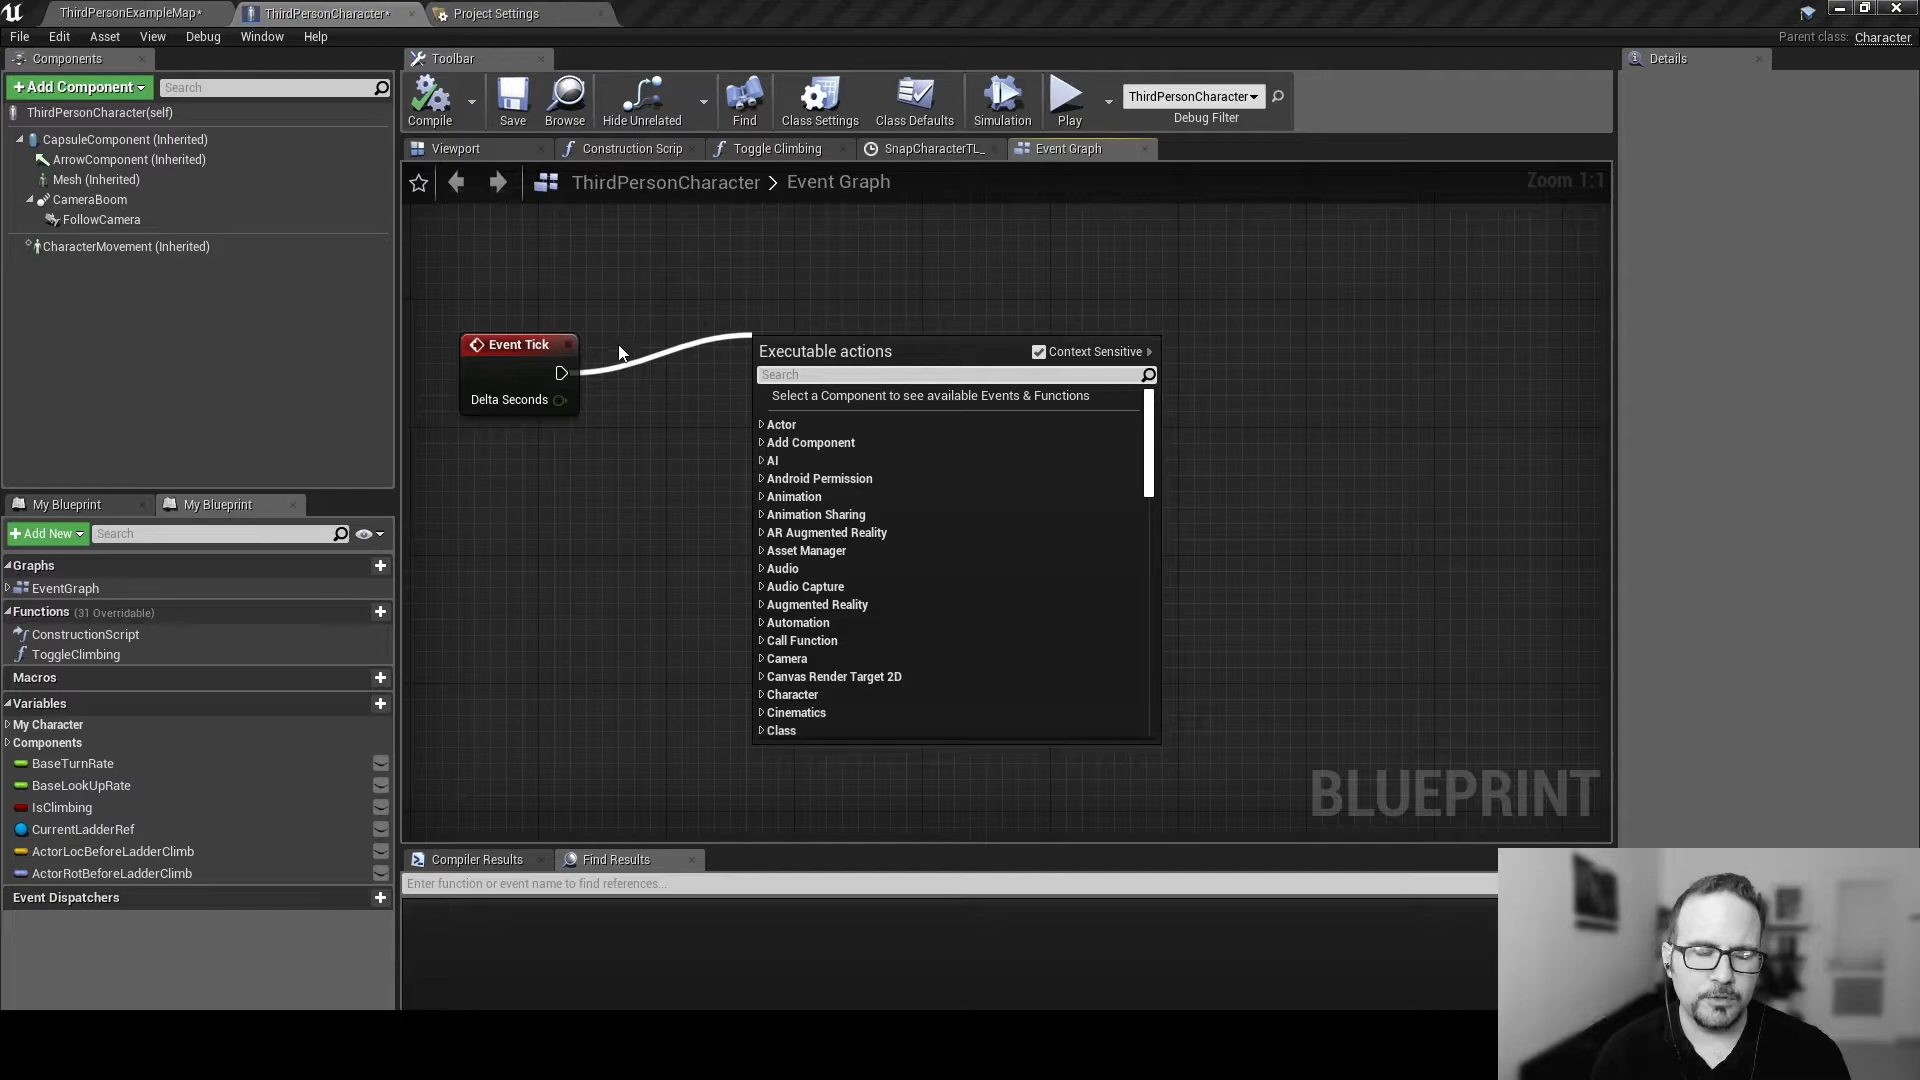 ThirdPersonExampleMap*
ThirdPersonCharacter*
Project Settings
File Edit Asset View Debug Window Help
Parent class: Character
Components
+Add Component
Search
ThirdPersonCharacter(self)
CapsuleComponent (Inherited)
ArrowComponent (Inherited)
Mesh (Inherited)
CameraBoom
FollowCamera
CharacterMovement (Inherited)
Toolbar
Compile
Save
Browse
Hide Unrelated
Find
Class Settings
Class Defaults
Simulation
Play
ThirdPersonCharacter
Debug Filter
Details
Viewport
Construction Scrip
Toggle Climbing
SnapCharacterTL_
Event Graph
ThirdPersonCharacter > Event Graph
Zoom 1:1
Event Tick
Delta Seconds
Executable actions
Context Sensitive
Search
Select a Component to see available Events & Functions
Actor
Add Component
AI
Android Permission
Animation
Animation Sharing
AR Augmented Reality
Asset Manager
Audio
Audio Capture
Augmented Reality
Automation
Call Function
Camera
Canvas Render Target 2D
Character
Cinematics
Class
BLUEPRINT
My Blueprint
My Blueprint
+Add New
Search
Graphs
EventGraph
Functions (31 Overridable)
ConstructionScript
ToggleClimbing
Macros
Variables
My Character
Components
BaseTurnRate
BaseLookUpRate
IsClimbing
CurrentLadderRef
ActorLocBeforeLadderClimb
ActorRotBeforeLadderClimb
Event Dispatchers
Compiler Results
Find Results
Enter function or event name to find references...